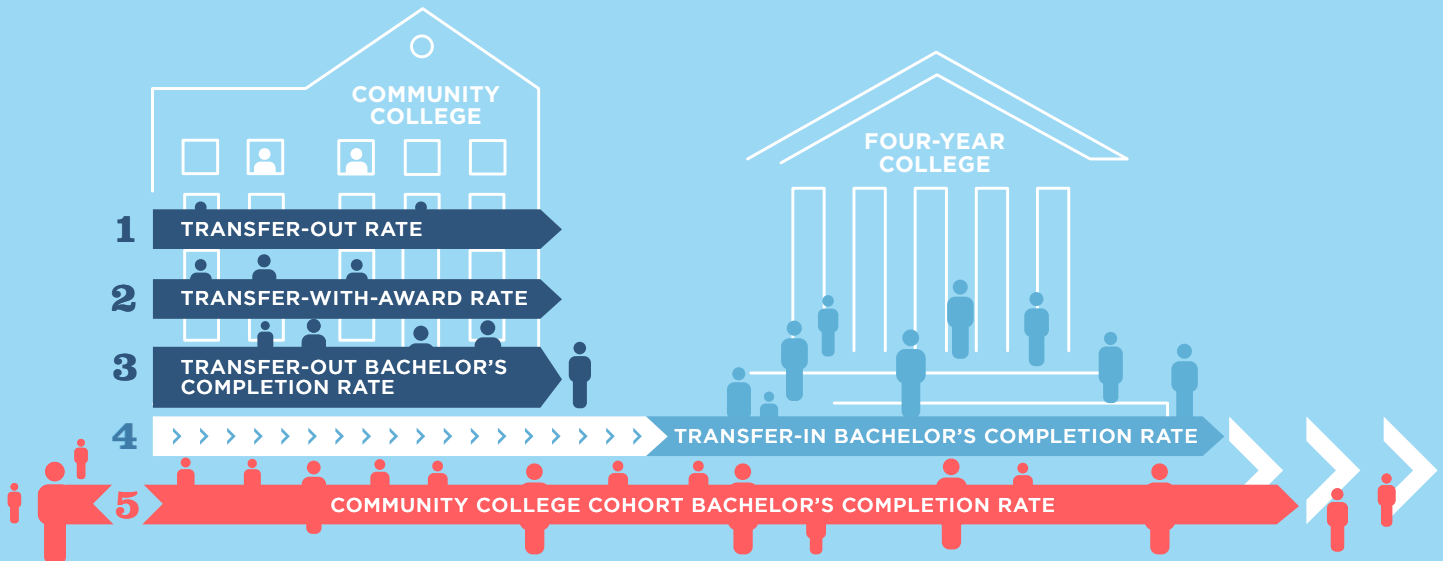 COMMUNITY
COLLEGE
FOUR-YEAR
COLLEGE
1 TRANSFER-OUT RATE
2 TRANSFER-WITH-AWARD RATE
3 TRANSFER-OUT BACHELOR'S
COMPLETION RATE
4 TRANSFER-IN BACHELOR'S COMPLETION RATE
5 COMMUNITY COLLEGE COHORT BACHELOR'S COMPLETION RATE